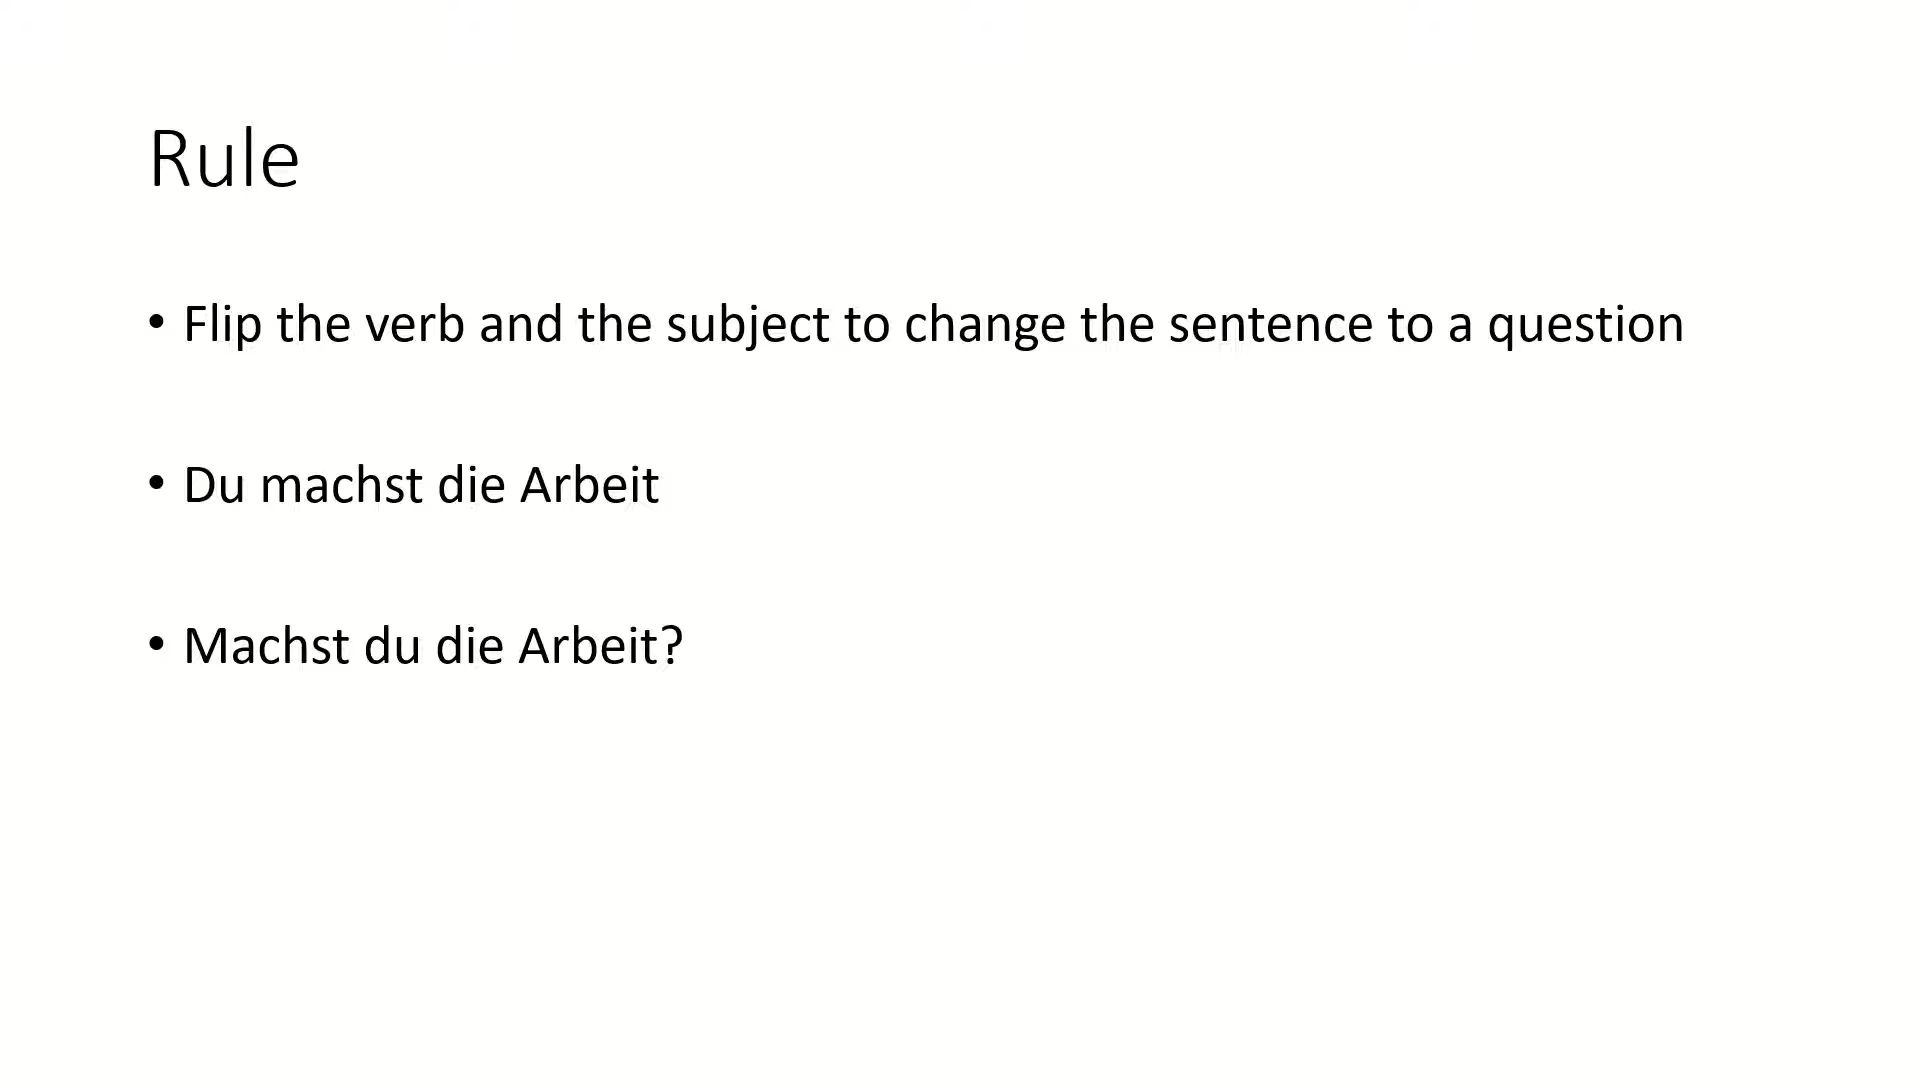 Rule
• Flip the verb and the subject to change the sentence to a question
• Du machst die Arbeit
• Machst du die Arbeit?